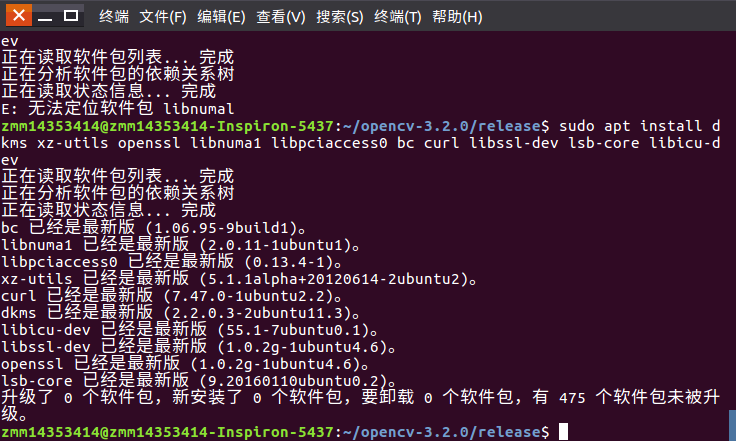 终端 文件(F) 编辑(E) 查看(V) 搜索(S) 终端(T) 帮助(H)
ev
正在读取软件包列表... 完成
正在分析软件包的依赖关系树
正在读取状态信息... 完成
E: 无法定位软件包 libnumal
zmm14353414@zmm14353414-Inspiron-5437:~/opencv-3.2.0/release$ sudo apt install d
kms xz-utils openssl libnuma1 libpciaccess0 bc curl libssl-dev lsb-core libicu-d
ev
正在读取软件包列表... 完成
正在分析软件包的依赖关系树
正在读取状态信息... 完成
bc 已经是最新版 (1.06.95-9build1)。
libnuma1 已经是最新版 (2.0.11-1ubuntu1)。
libpciaccess0 已经是最新版 (0.13.4-1)。
xz-utils 已经是最新版 (5.1.1alpha+20120614-2ubuntu2)。
curl 已经是最新版 (7.47.0-1ubuntu2.2)。
dkms 已经是最新版 (2.2.0.3-2ubuntu11.3)。
libicu-dev 已经是最新版 (55.1-7ubuntu0.1)。
libssl-dev 已经是最新版 (1.0.2g-1ubuntu4.6)。
openssl 已经是最新版 (1.0.2g-1ubuntu4.6)。
lsb-core 已经是最新版 (9.20160110ubuntu0.2)。
升级了 0 个软件包，新安装了 0 个软件包，要卸载 0 个软件包，有 475 个软件包未被升
级。
zmm14353414@zmm14353414-Inspiron-5437:~/opencv-3.2.0/release$